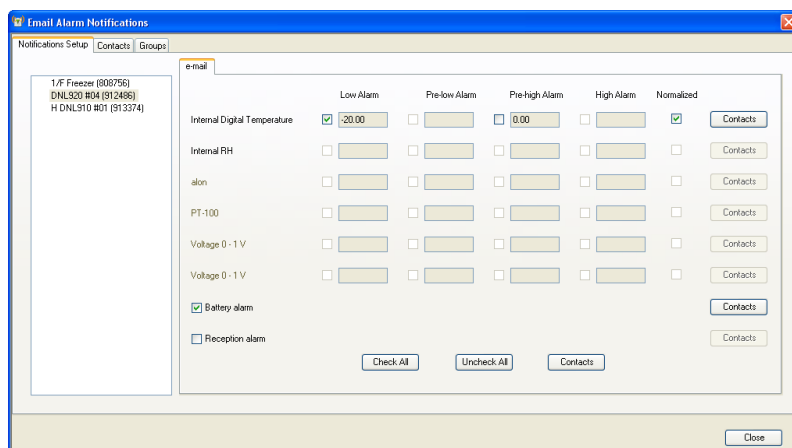 Email Alarm Notifications
Notifications Setup Contacts Groups
1/F Freezer (808756)
DNL920 #04 (912486)
H DNL910 #01 (913374)
e-mail
Low Alarm Pre-low Alarm Pre-high Alarm High Alarm Normalized
Internal Digital Temperature -20.00 0.00 Contacts
Internal RH Contacts
alon Contacts
PT-100 Contacts
Voltage 0 - 1 V Contacts
Voltage 0 - 1 V Contacts
Battery alarm Contacts
Reception alarm Contacts
Check All Uncheck All Contacts
Close